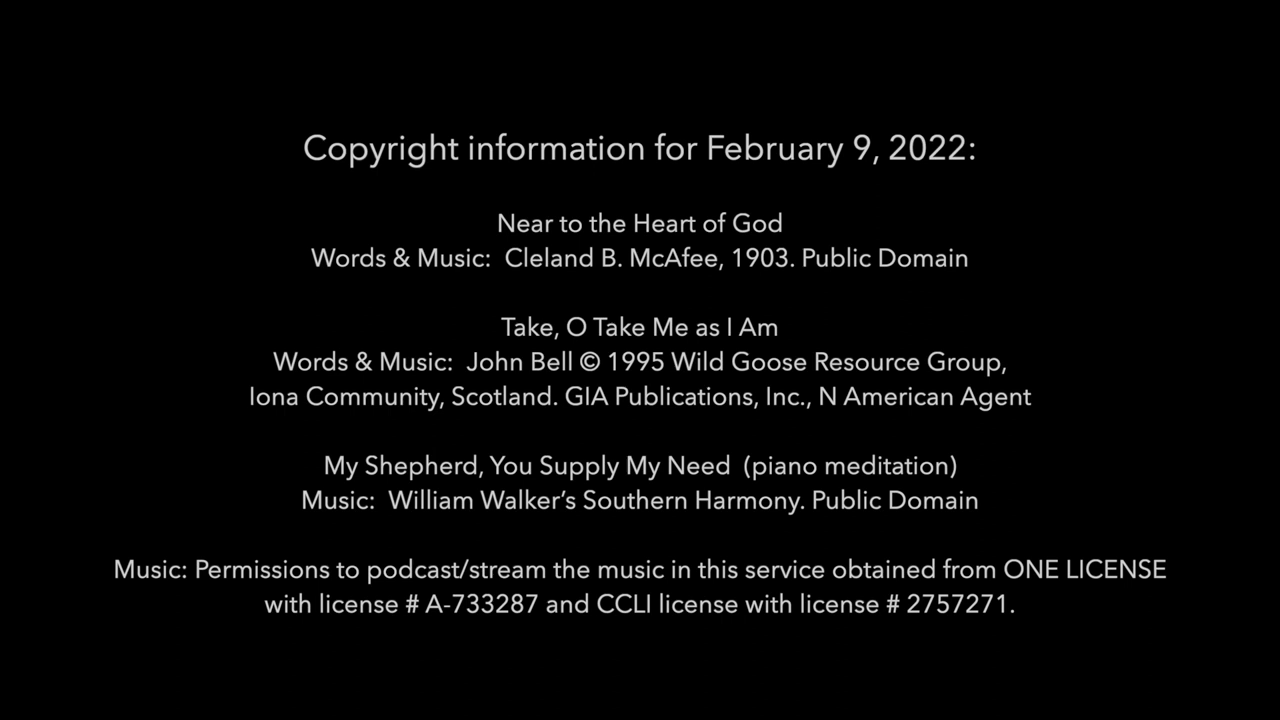 Copyright information for February 9, 2022:
Near to the Heart of God
Words & Music:  Cleland B. McAfee, 1903. Public Domain
Take, O Take Me as I Am
Words & Music:  John Bell © 1995 Wild Goose Resource Group,
Iona Community, Scotland. GIA Publications, Inc., N American Agent
My Shepherd, You Supply My Need  (piano meditation)
Music:  William Walker’s Southern Harmony. Public Domain
Music: Permissions to podcast/stream the music in this service obtained from ONE LICENSE
with license # A-733287 and CCLI license with license # 2757271.